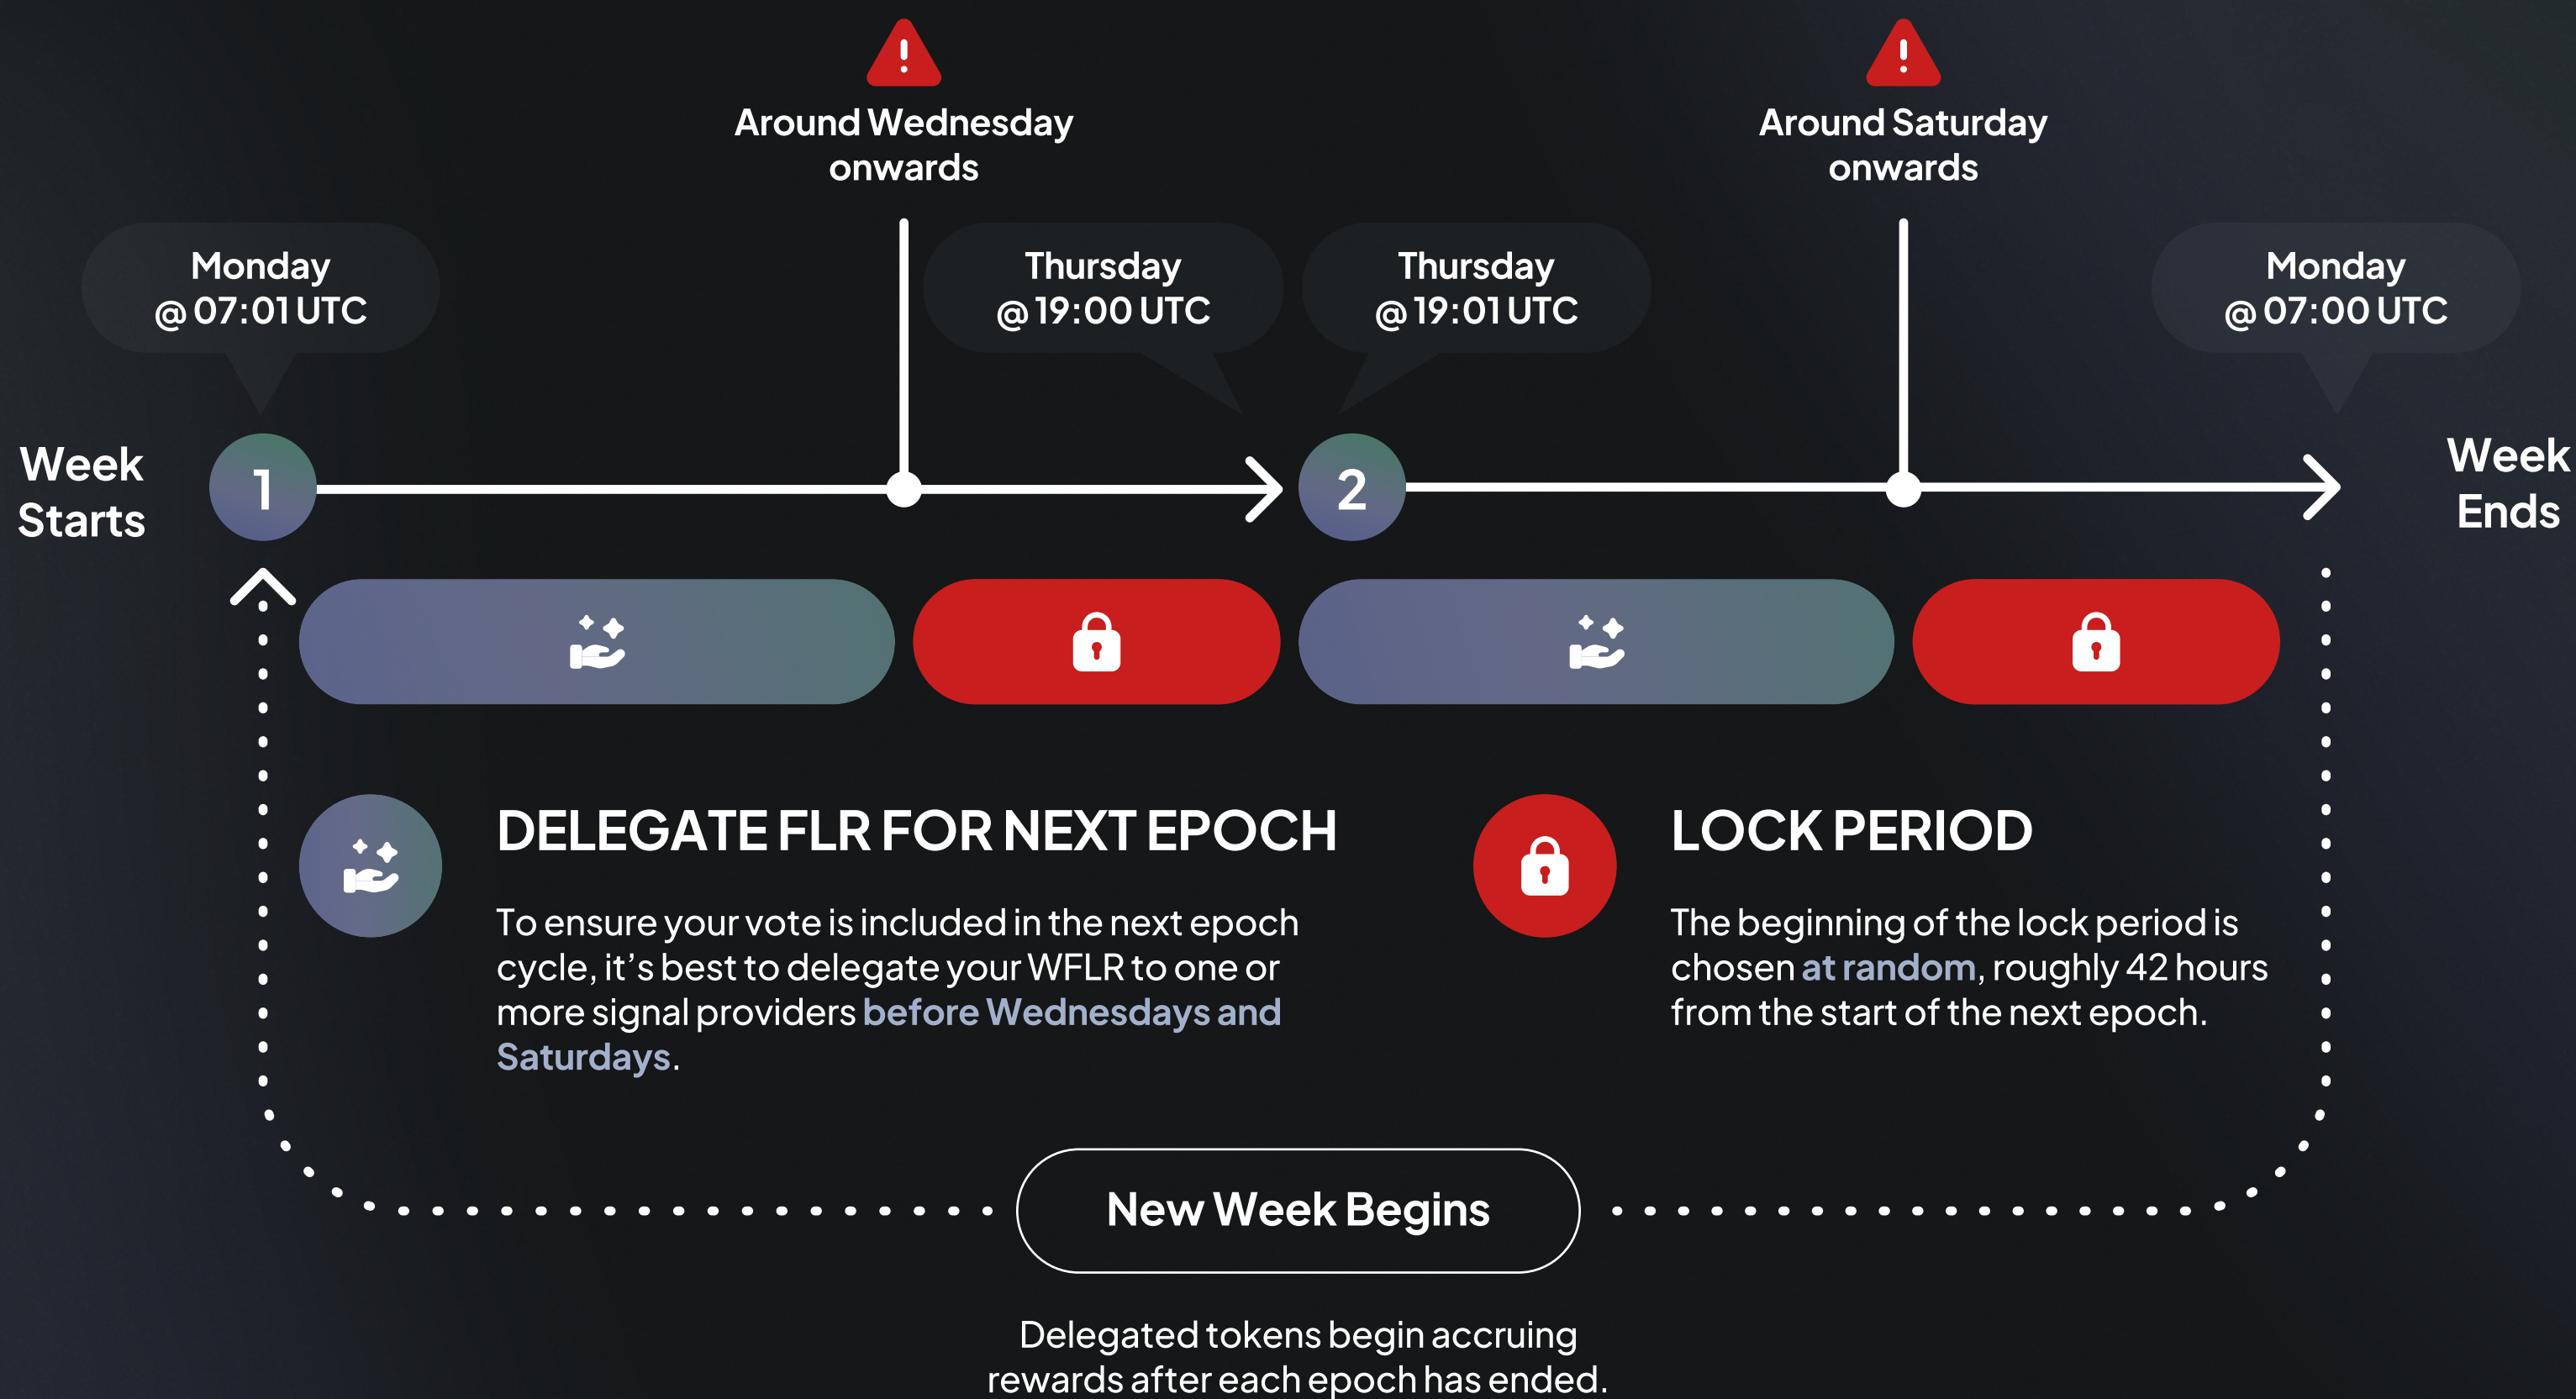 Around Wednesday
onwards
Around Saturday
onwards
Monday
@ 07:01 UTC
Thursday
@ 19:00 UTC
Thursday
@ 19:01 UTC
Monday
@ 07:00 UTC
Week
Starts
1
2
Week
Ends
DELEGATE FLR FOR NEXT EPOCH
To ensure your vote is included in the next epoch
cycle, it’s best to delegate your WFLR to one or
more signal providers before Wednesdays and
Saturdays.
LOCK PERIOD
The beginning of the lock period is
chosen at random, roughly 42 hours
from the start of the next epoch.
New Week Begins
Delegated tokens begin accruing
rewards after each epoch has ended.